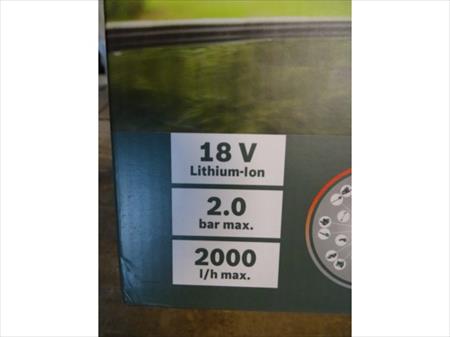 18 V
Lithium-Ion
2.0
bar max.
2000
l/h max.